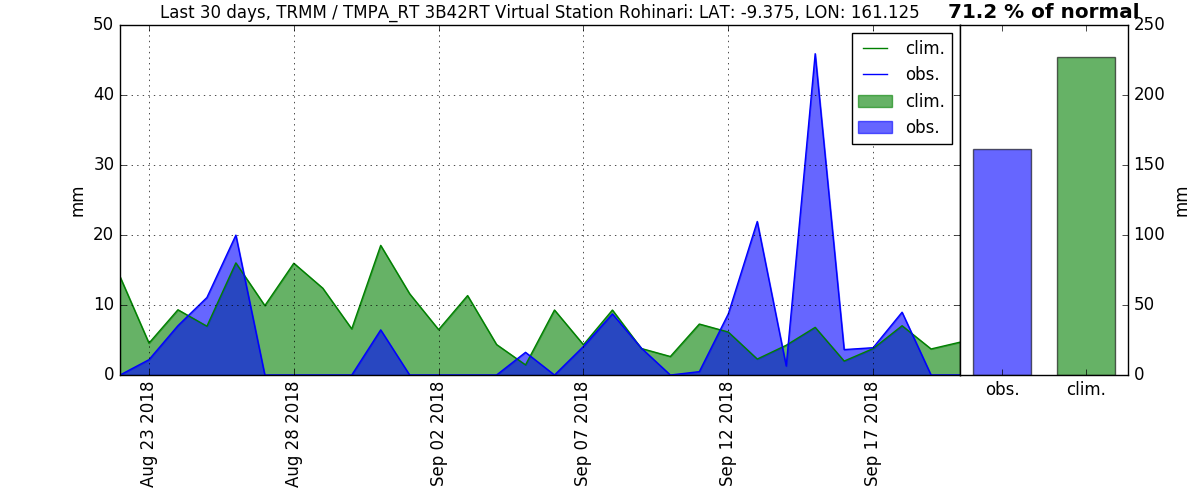 Last 30 days, TRMM / TMPA_RT 3B42RT Virtual Station Rohinari: LAT: -9.375, LON: 161.125
71.2 % of normal
50
40
30
20
10
0
mm
clim.
obs.
clim.
obs.
250
200
150
100
50
0
mm
Aug 23 2018
Aug 28 2018
Sep 02 2018
Sep 07 2018
Sep 12 2018
Sep 17 2018
obs.
clim.